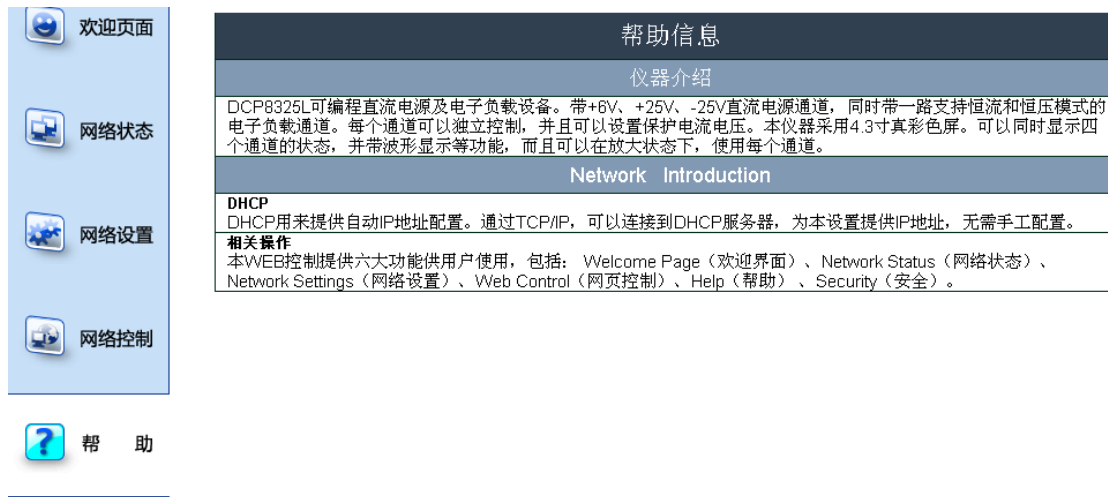 欢迎页面
网络状态
网络设置
网络控制
帮 助
帮助信息
仪器介绍
DCP8325L可编程直流电源及电子负载设备。带+6V、+25V、-25V直流电源通道，同时带一路支持恒流和恒压模式的
电子负载通道。每个通道可以独立控制，并且可以设置保护电流电压。本仪器采用4.3寸真彩色屏。可以同时显示四
个通道的状态，并带波形显示等功能，而且可以在放大状态下，使用每个通道。
Network Introduction
DHCP
DHCP用来提供自动IP地址配置。通过TCP/IP，可以连接到DHCP服务器，为本设置提供IP地址，无需手工配置。
相关操作
本WEB控制提供六大功能供用户使用，包括： Welcome Page（欢迎界面）、Network Status（网络状态）、
Network Settings（网络设置）、Web Control（网页控制）、Help（帮助）、Security（安全）。